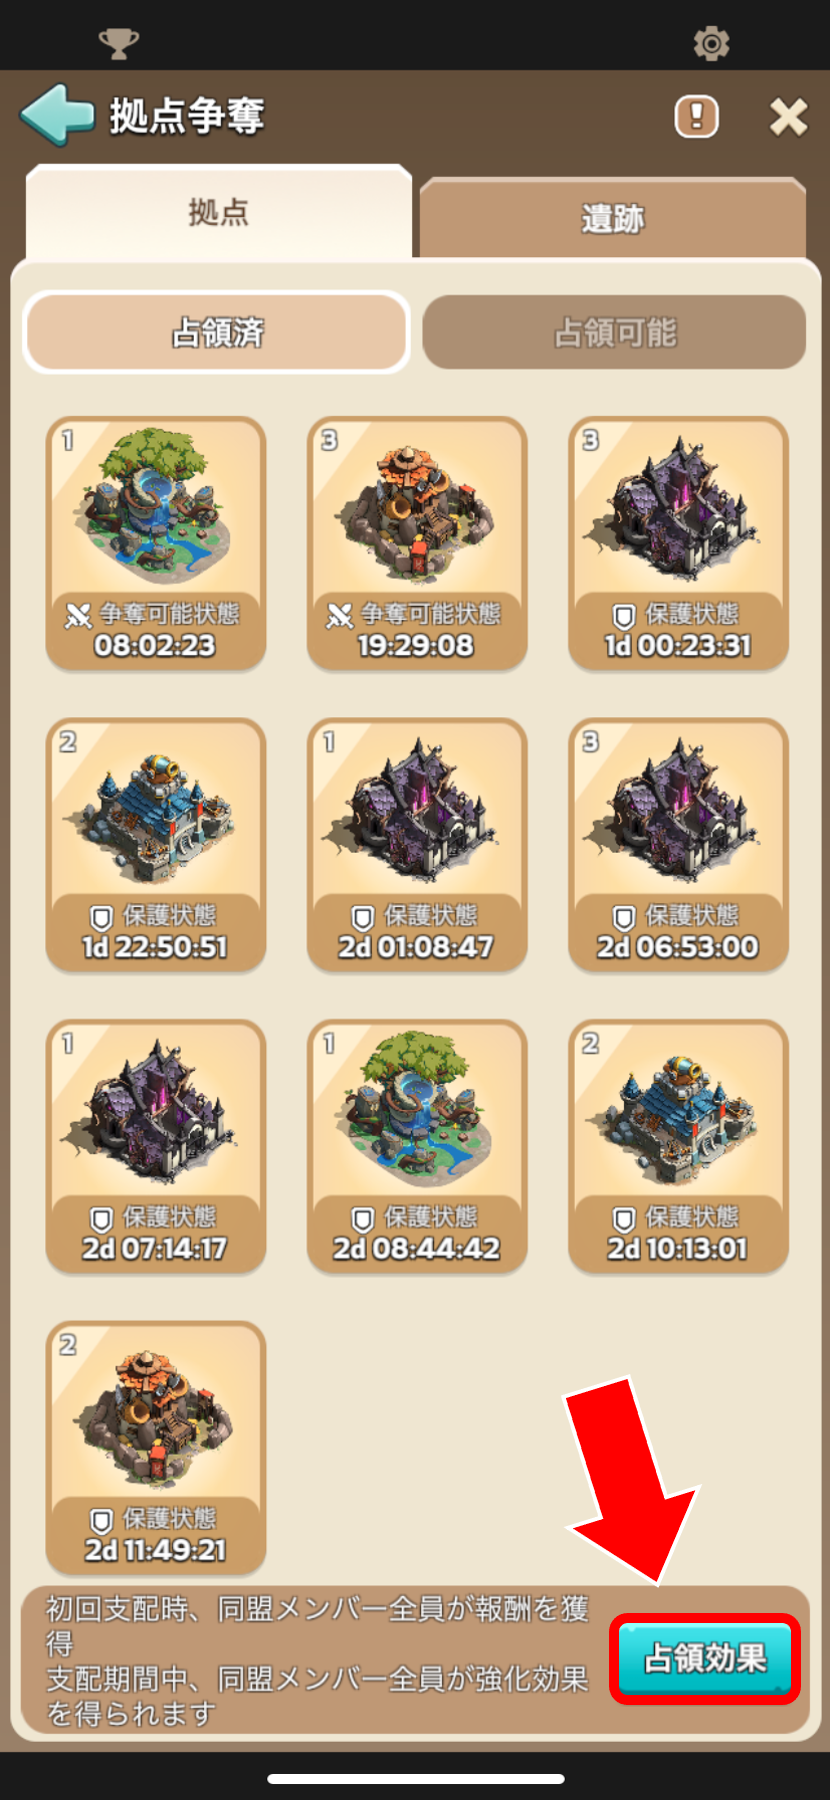 拠点争奪
拠点
遺跡
占領済
占領可能
1
3
3
争奪可能状態
08:02:23
争奪可能状態
19:29:08
保護状態
1d 00:23:31
2
1
3
保護状態
1d 22:50:51
保護状態
2d 01:08:47
保護状態
2d 06:53:00
1
1
2
保護状態
2d 07:14:17
保護状態
2d 08:44:42
保護状態
2d 10:13:01
2
保護状態
2d 11:49:21
初回支配時、同盟メンバー全員が報酬を獲
得
支配期間中、同盟メンバー全員が強化効果
を得られます
占領効果